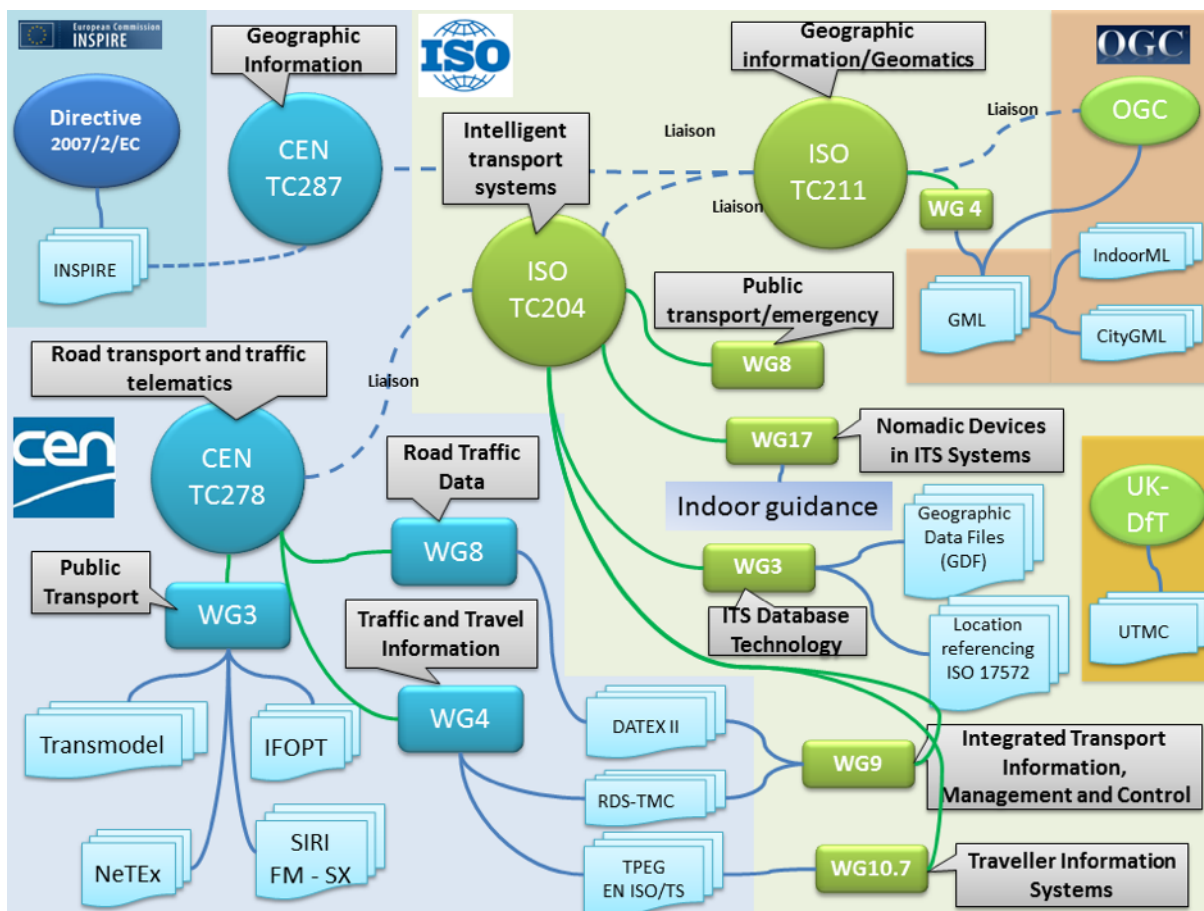 European Commission
INSPIRE
Geographic
Information
ISO
Geographic
information/Geomatics
OGC
Directive
2007/2/EC
CEN
TC287
Intelligent
transport
systems
Liaison
Liaison
Liaison
ISO
TC211
OGC
WG 4
INSPIRE
ISO
TC204
IndoorML
GML
CityGML
Public
transport/emergency
WG8
Road transport and traffic
telematics
Liaison
cen
CEN
TC278
Road Traffic
Data
WG17
Nomadic Devices
in ITS Systems
Indoor guidance
UK-
DfT
Geographic
Data Files
(GDF)
WG8
WG3
Public
Transport
WG3
ITS Database
Technology
Traffic and Travel
Information
Location
referencing
ISO 17572
UTMC
WG4
Transmodel
IFOPT
DATEX II
WG9
Integrated Transport
Information,
Management and Control
RDS-TMC
NeTEx
SIRI
FM - SX
TPEG
EN ISO/TS
WG10.7
Traveller Information
Systems